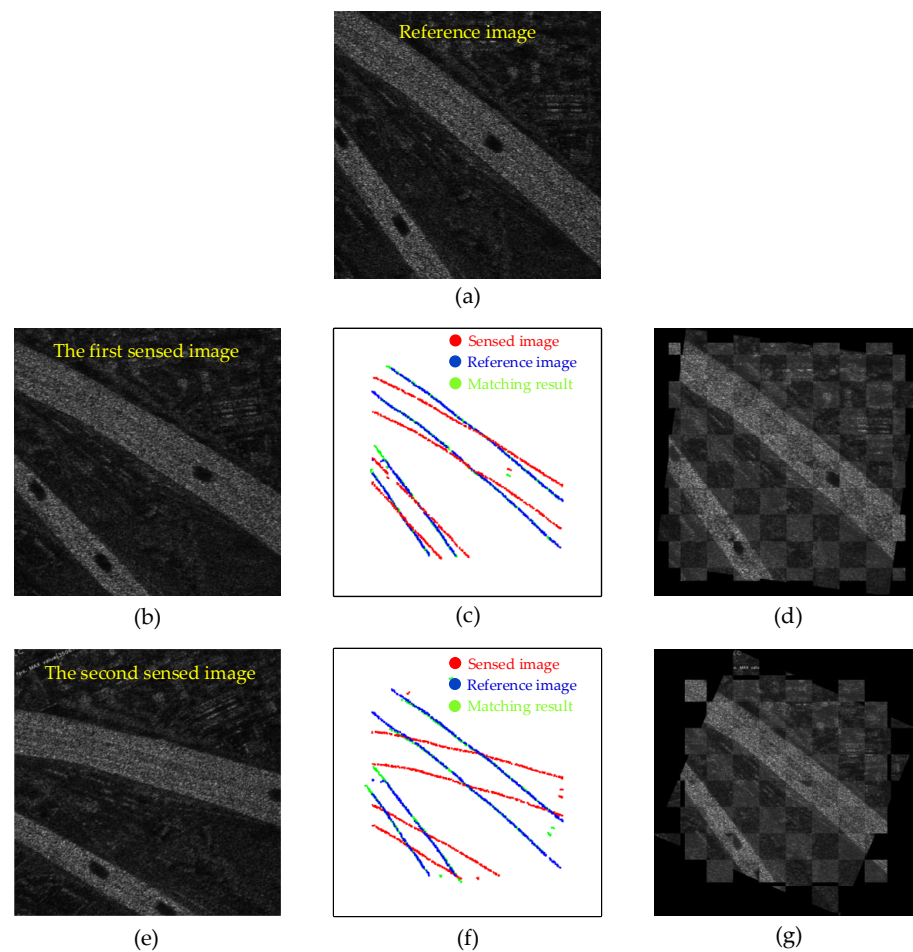 Reference image
(a)
The first sensed image
Sensed image
Reference image
Matching result
(b)
(c)
(d)
The second sensed image
Sensed image
Reference image
Matching result
(e)
(f)
(g)